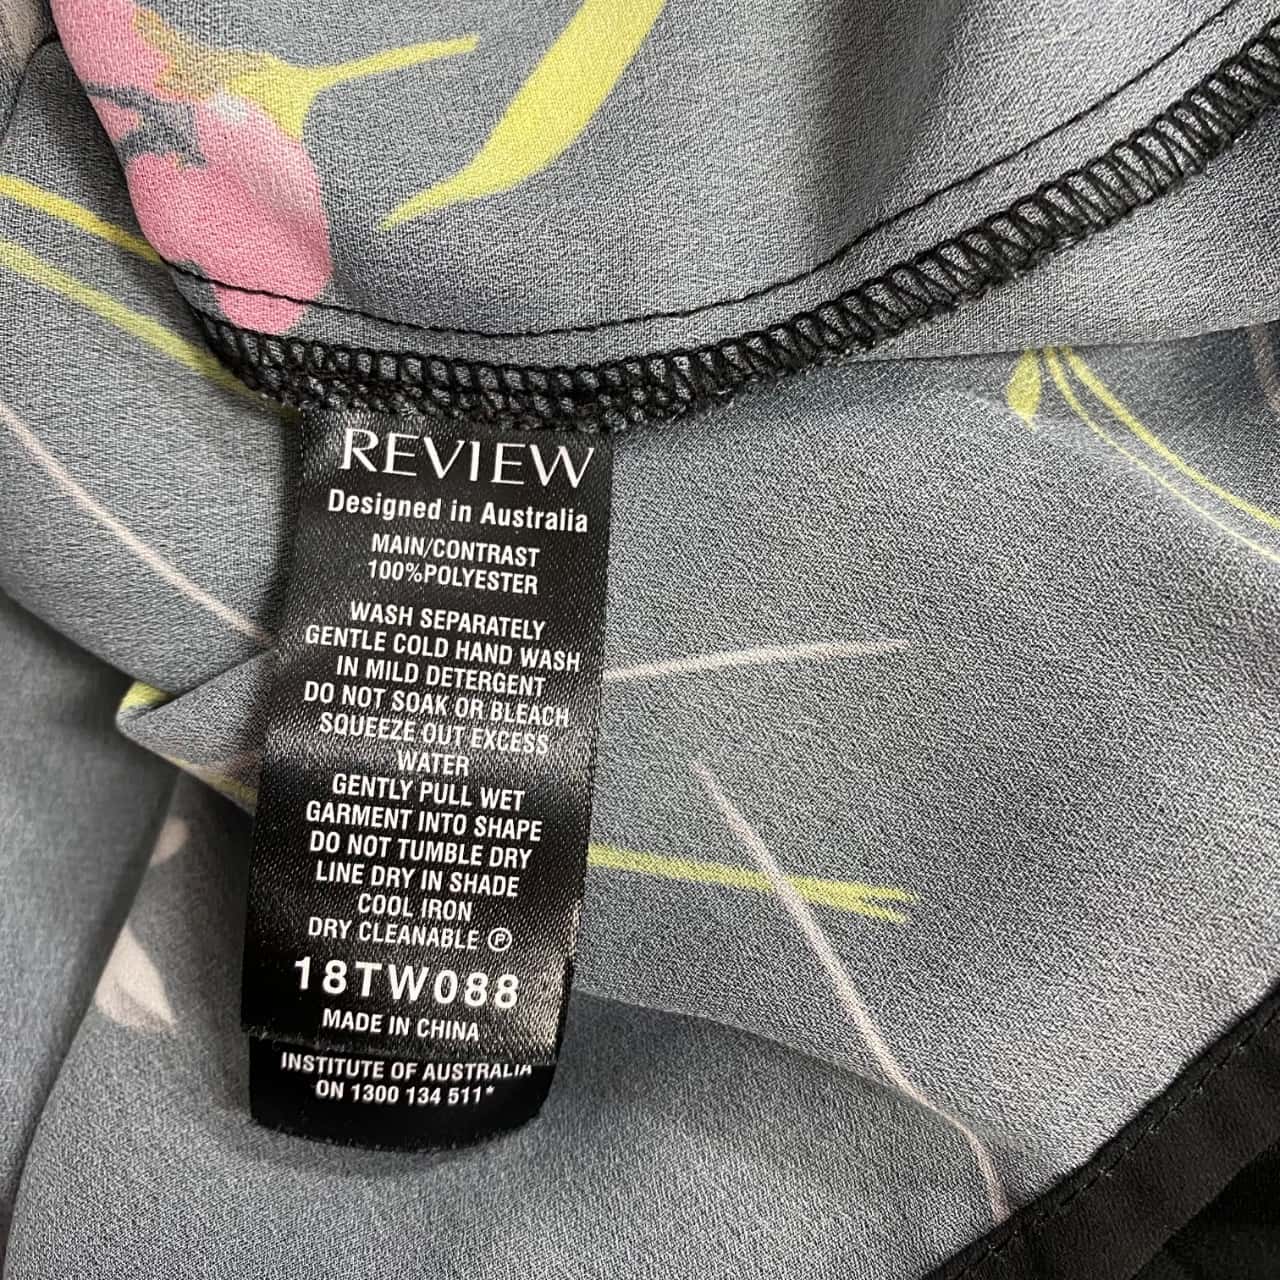 REVIEW
Designed in Australia
MAIN/CONTRAST
100%POLYESTER
WASH SEPARATELY
GENTLE COLD HAND WASH
IN MILD DETERGENT
DO NOT SOAK OR BLEACH
SQUEEZE OUT EXCESS
WATER
GENTLY PULL WET
GARMENT INTO SHAPE
DO NOT TUMBLE DRY
LINE DRY IN SHADE
COOL IRON
DRY CLEANABLE Ⓟ
18TW088
MADE IN CHINA
INSTITUTE OF AUSTRALIA
ON 1300 134 511*